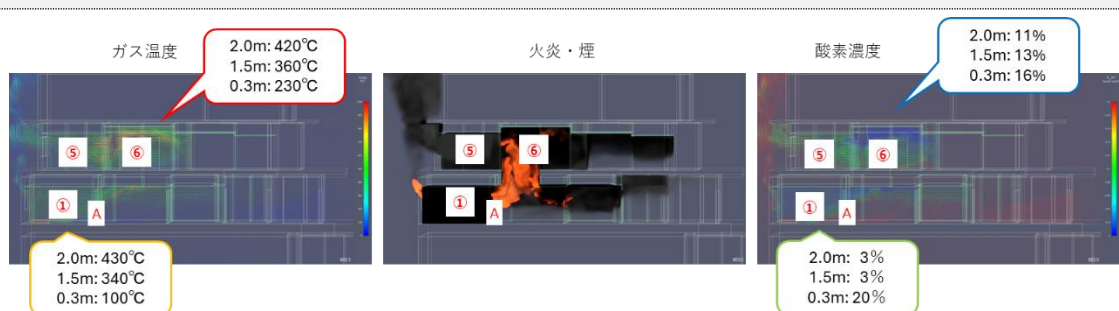 ガス温度
2.0m: 420℃
1.5m: 360℃
0.3m: 230℃
⑤
⑥
①
A
2.0m: 430℃
1.5m: 340℃
0.3m: 100℃
火炎・煙
⑤
⑥
①
A
酸素濃度
2.0m: 11%
1.5m: 13%
0.3m: 16%
⑤
⑥
①
A
2.0m: 3%
1.5m: 3%
0.3m: 20%